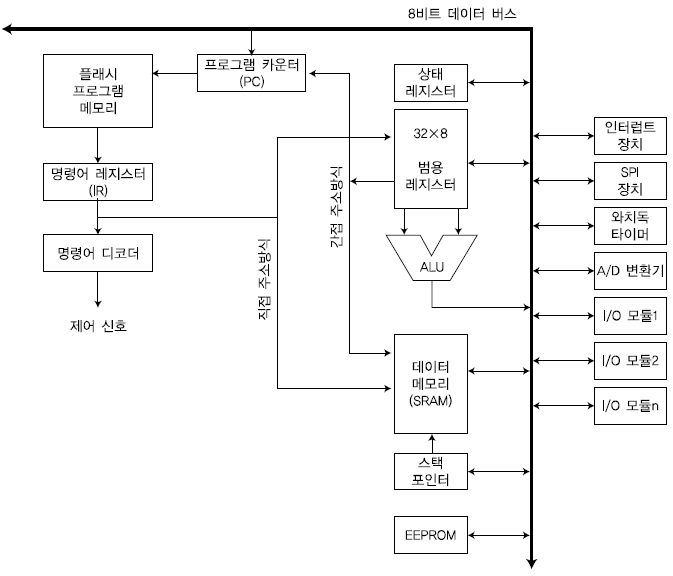 8비트 데이터 버스
플래시
프로그램
메모리
프로그램 카운터
(PC)
상태
레지스터
32×8
범용
레지스터
인터럽트
장치
SPI
장치
와치독
타이머
A/D 변환기
I/O 모듈1
I/O 모듈2
I/O 모듈n
명령어 레지스터
(IR)
명령어 디코더
제어 신호
직접 주소방식
간접 주소방식
ALU
데이터
메모리
(SRAM)
스택
포인터
EEPROM